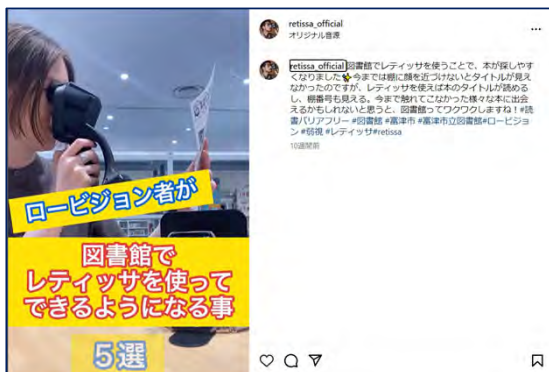 retissa_official
オリジナル音源
retissa_official 図書館でレティッサを使うことで、本が探しやす
くなりました✨今までは棚に顔を近づけないとタイトルが見え
なかったのですが、レティッサを使えば本のタイトルが読める
し、棚番号も見える。今まで触れてこなかった様々な本に出会
えるかもしれないと思うと、図書館ってワクワクしますね！#読
書バリアフリー #図書館 #富津市 #富津市立図書館#ロービジョ
ン #弱視 #レティッサ#retissa
10週間前
ロービジョン者が
図書館で
レティッサを使って
できるようになる事
5選